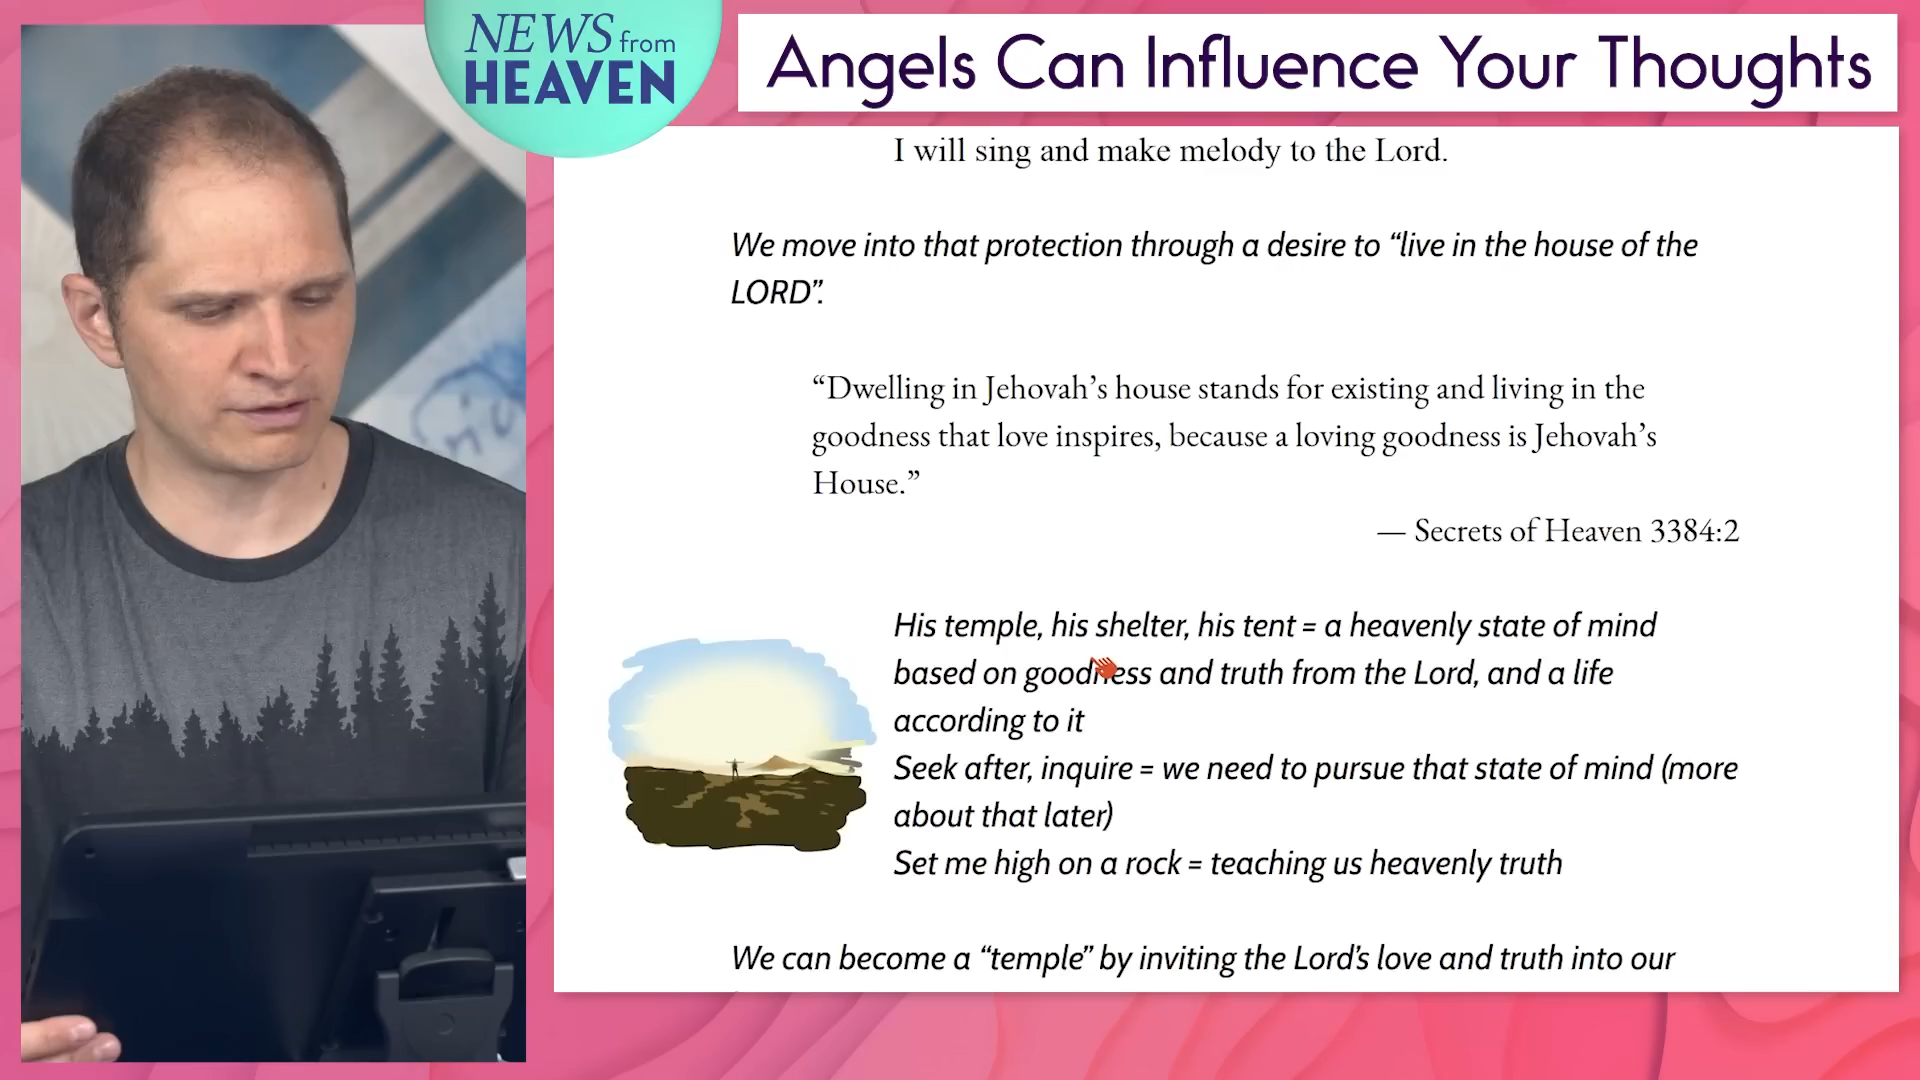 NEWS from
HEAVEN
Angels Can Influence Your Thoughts
I will sing and make melody to the Lord.
We move into that protection through a desire to “live in the house of the
LORD”.
“Dwelling in Jehovah’s house stands for existing and living in the
goodness that love inspires, because a loving goodness is Jehovah’s
House.”
— Secrets of Heaven 3384:2
His temple, his shelter, his tent = a heavenly state of mind
based on goodness and truth from the Lord, and a life
according to it
Seek after, inquire = we need to pursue that state of mind (more
about that later)
Set me high on a rock = teaching us heavenly truth
We can become a “temple” by inviting the Lord’s love and truth into our